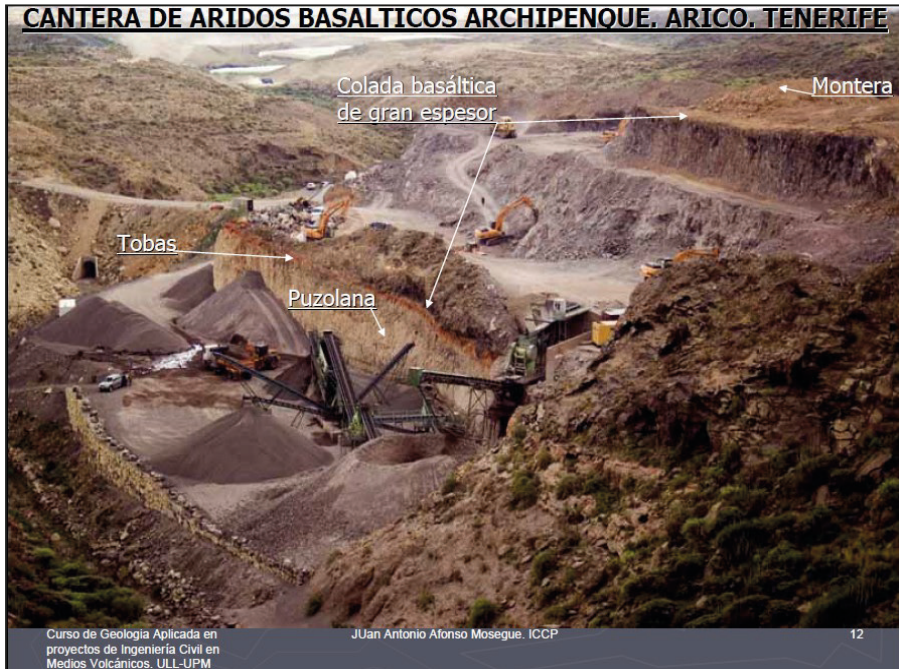 CANTERA DE ARIDOS BASALTICOS ARCHIPENQUE. ARICO. TENERIFE
Colada basáltica
de gran espesor
Montera
Tobas
Puzolana
Curso de Geologia Aplicada en
proyectos de Ingeniería Civil en
Medios Volcánicos. ULL-UPM
JUan Antonio Afonso Mosegue. ICCP
12